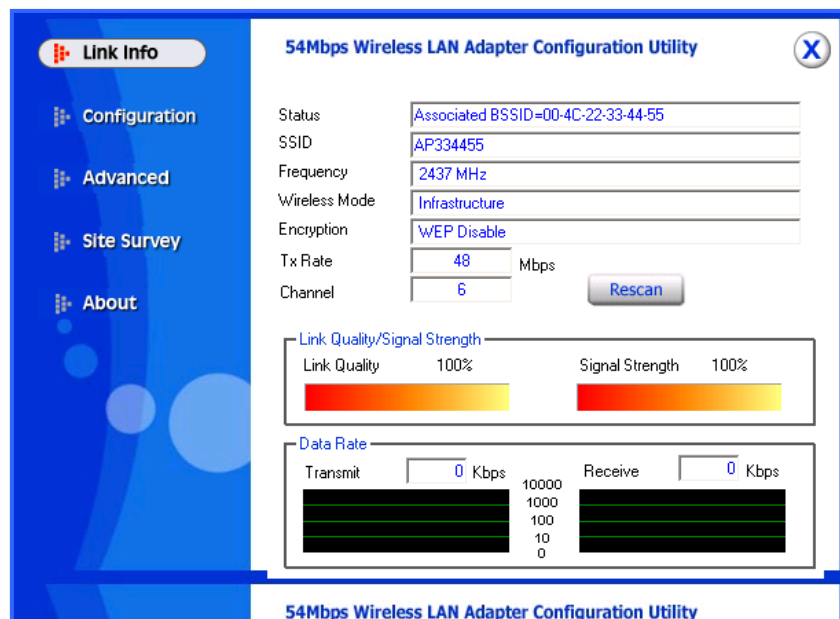 Link Info
54Mbps Wireless LAN Adapter Configuration Utility
X
Configuration
Status Associated BSSID=00-4C-22-33-44-55
SSID AP334455
Advanced
Frequency 2437 MHz
Wireless Mode Infrastructure
Site Survey
Encryption WEP Disable
Tx Rate 48 Mbps
About
Channel 6 Rescan
Link Quality/Signal Strength
Link Quality 100% Signal Strength 100%
Data Rate
Transmit 0 Kbps Receive 0 Kbps
10000
1000
100
10
0
54Mbps Wireless LAN Adapter Configuration Utility